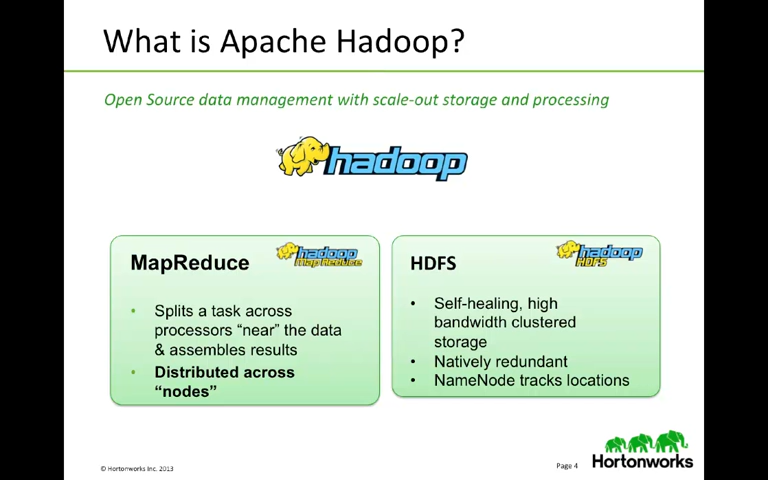 What is Apache Hadoop?
Open Source data management with scale-out storage and processing
hadoop
MapReduce
hadoop
MapReduce
• Splits a task across
processors “near” the data
& assembles results
• Distributed across
“nodes”
HDFS
hadoop
HDFS
• Self-healing, high
bandwidth clustered
storage
• Natively redundant
• NameNode tracks locations
© Hortonworks Inc. 2013
Page 4
Hortonworks